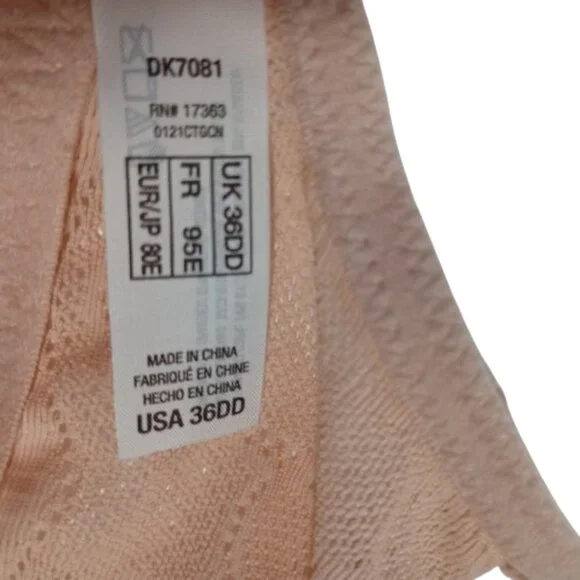 DK7081
RN# 17363
0121CTGCN
EUR/JP 80E
FR 95E
UK 36DD
MADE IN CHINA
FABRIQUÉ EN CHINE
HECHO EN CHINA
USA 36DD